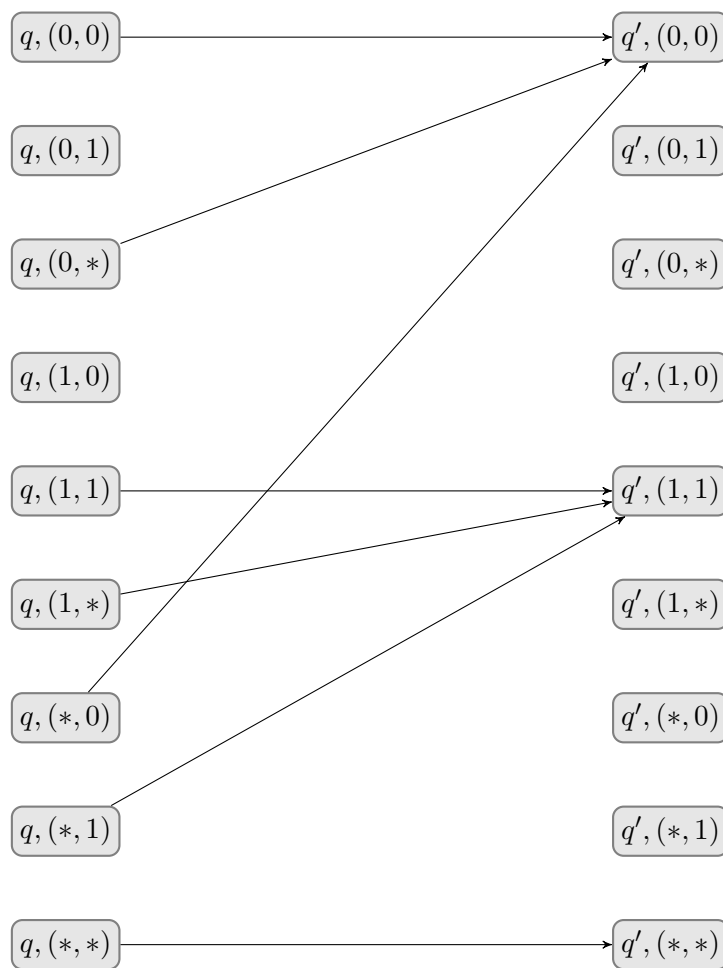 q, (0, 0) q′, (0, 0)
q, (0, 1) q′, (0, 1)
q, (0, ∗) q′, (0, ∗)
q, (1, 0) q′, (1, 0)
q, (1, 1) q′, (1, 1)
q, (1, ∗) q′, (1, ∗)
q, (∗, 0) q′, (∗, 0)
q, (∗, 1) q′, (∗, 1)
q, (∗, ∗) q′, (∗, ∗)